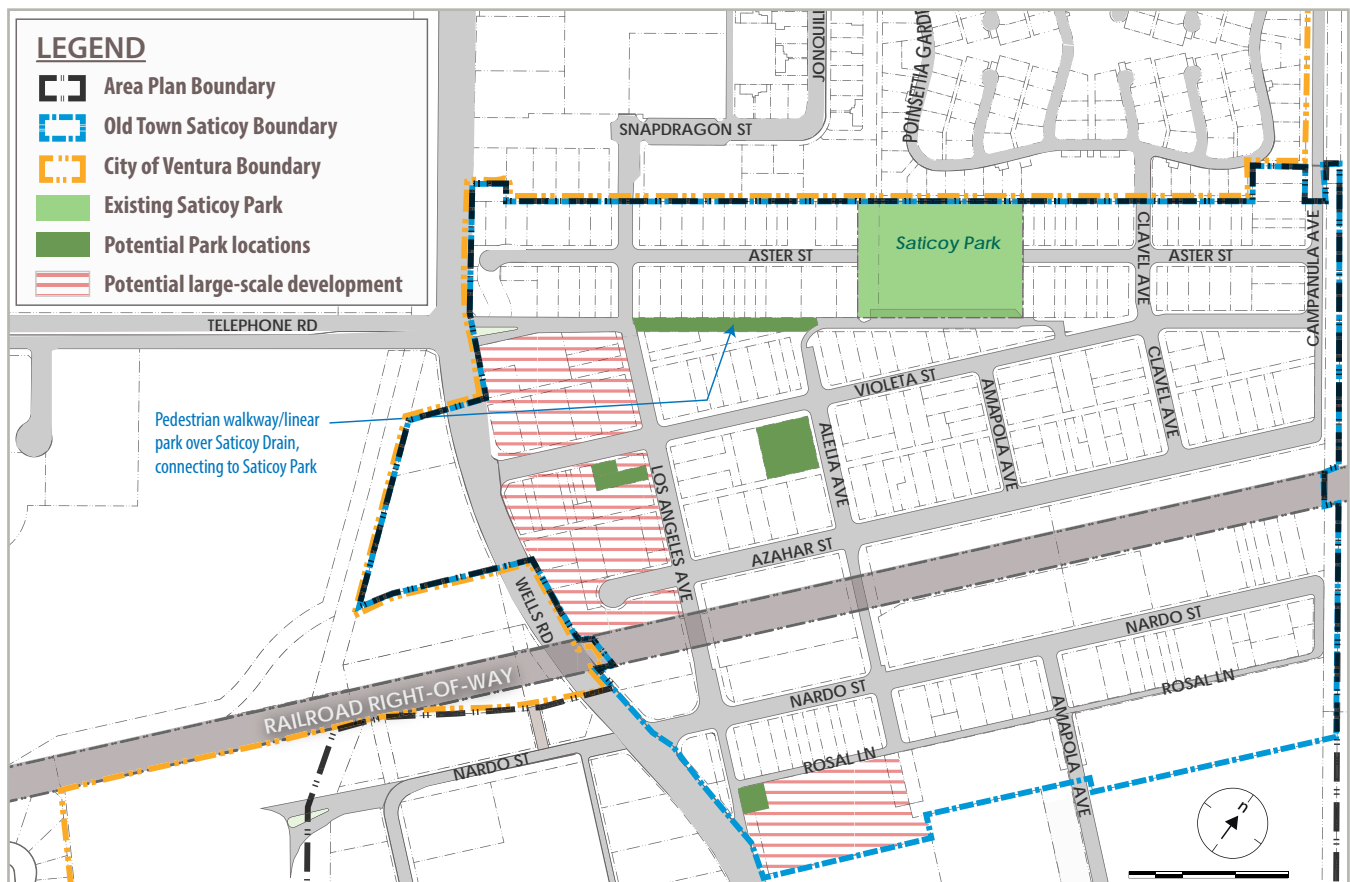 LEGEND
Area Plan Boundary
Old Town Saticoy Boundary
City of Ventura Boundary
Existing Saticoy Park
Potential Park locations
Potential large-scale development
JONQUIL
POINSETTIA GARD
SNAPDRAGON ST
Saticoy Park
ASTER ST
CLAVEL AVE
ASTER ST
CAMPANULA AVE
TELEPHONE RD
Pedestrian walkway/linear
park over Saticoy Drain,
connecting to Saticoy Park
VIOLETA ST
AMAPOLA AVE
CLAVEL AVE
ALELIA AVE
LOS ANGELES AVE
AZAHAR ST
WELLS RD
NARDO ST
RAILROAD RIGHT-OF-WAY
NARDO ST
ROSAL LN
AMAPOLA AVE
NARDO ST
ROSAL LN
n